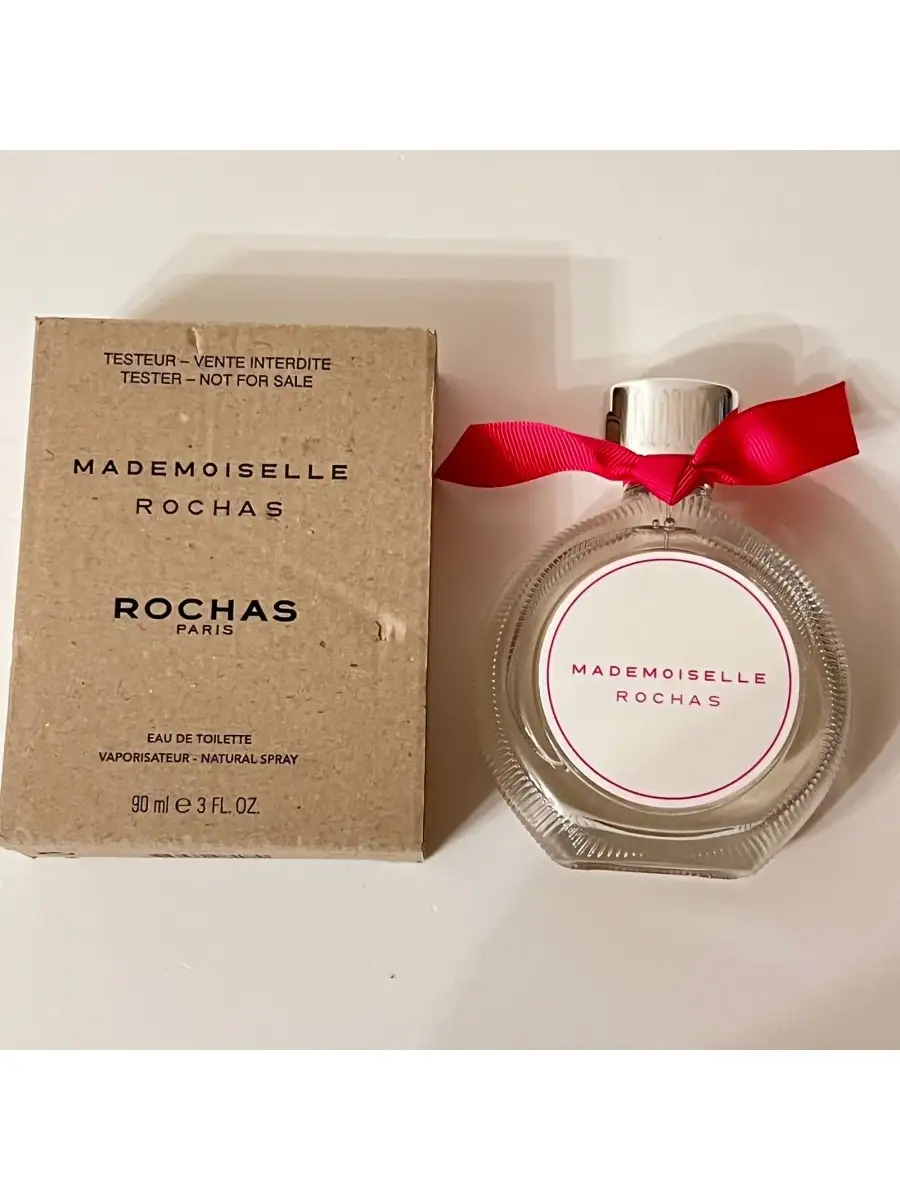 TESTEUR – VENTE INTERDITE
TESTER – NOT FOR SALE
MADEMOISELLE
ROCHAS
ROCHAS
PARIS
EAU DE TOILETTE
VAPORISATEUR - NATURAL SPRAY
90 ml e 3 FL. OZ.
MADEMOISELLE
ROCHAS